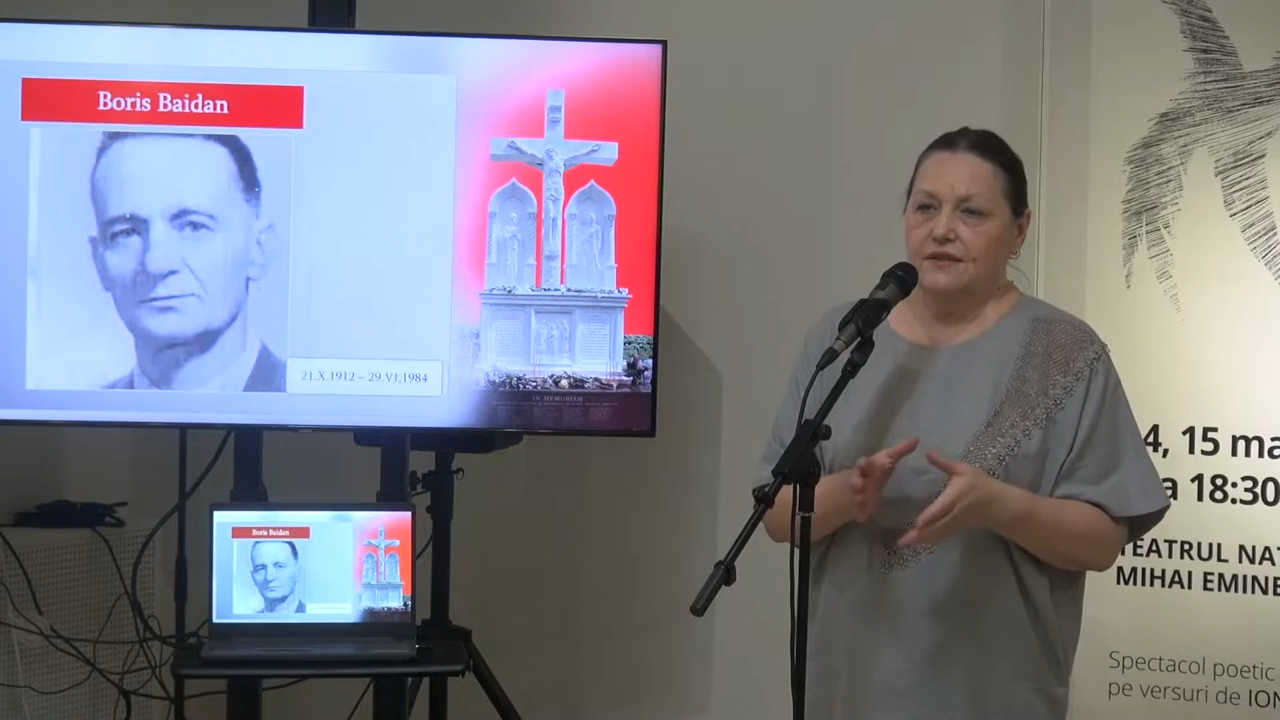 Boris Baidan
21.X.1912 – 29.VI.1984
IN MEMORIAM
Boris Baidan
4, 15 ma
a 18:30
TEATRUL NAȚ
MIHAI EMINE
Spectacol poetic
pe versuri de ION